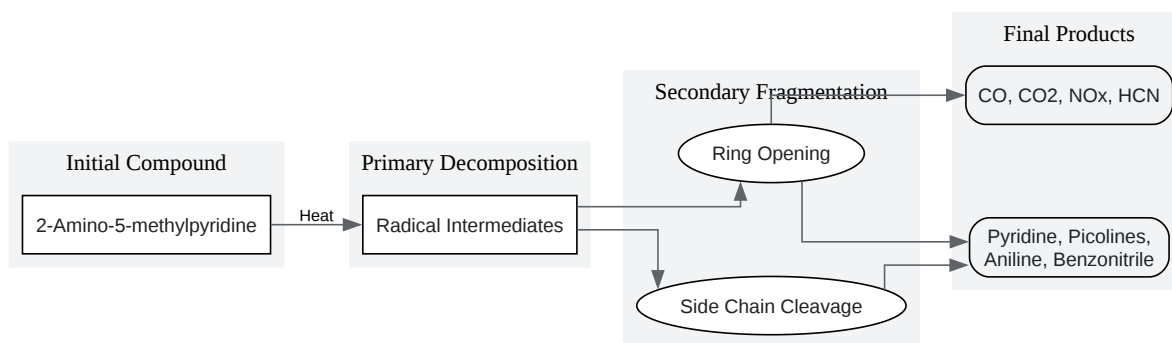 Initial Compound
2-Amino-5-methylpyridine
Heat
Primary Decomposition
Radical Intermediates
Secondary Fragmentation
Ring Opening
Side Chain Cleavage
Final Products
CO, CO2, NOx, HCN
Pyridine, Picolines,
Aniline, Benzonitrile